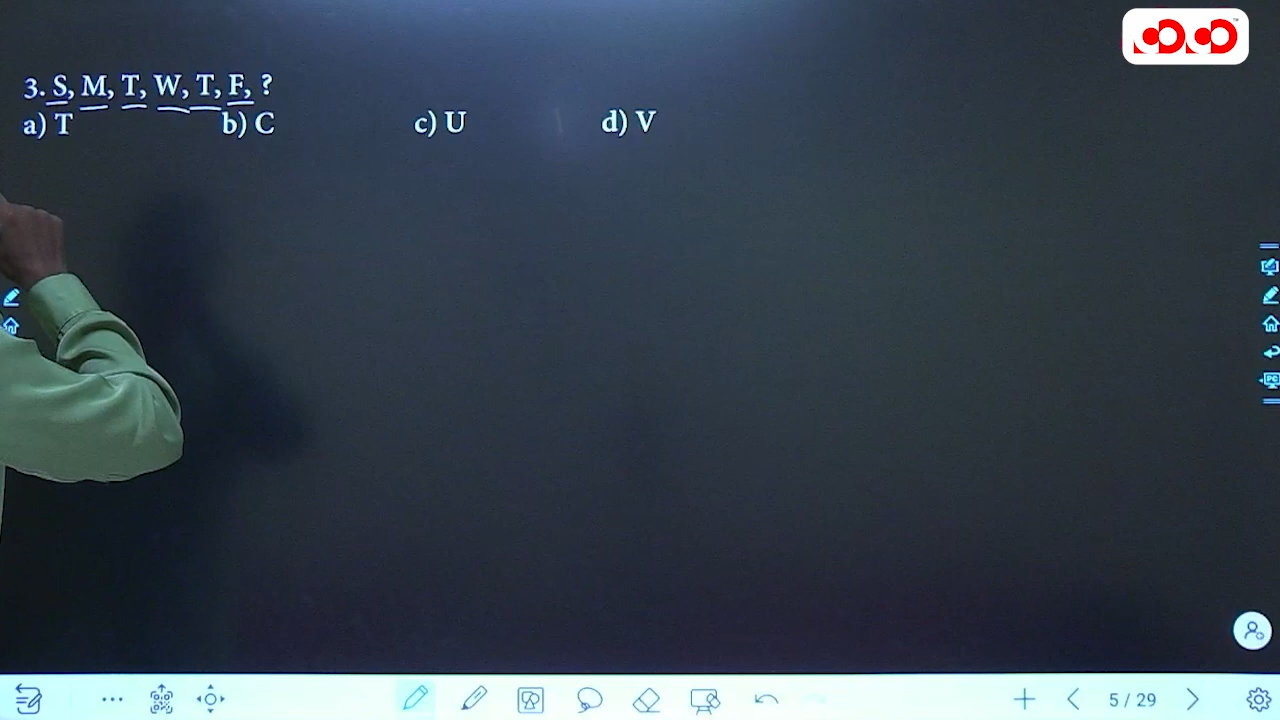 3. S, M, T, W, T, F, ?
a) T b) C c) U d) V
5 / 29